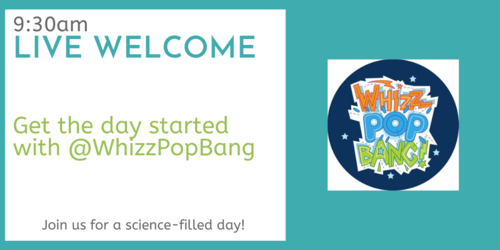 9:30am
LIVE WELCOME
Get the day started
with @WhizzPopBang
Join us for a science-filled day!
WHIZZ
POP
BANG!